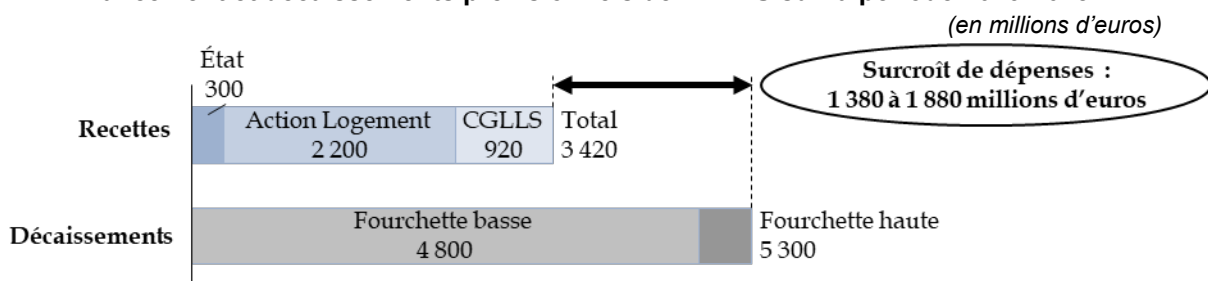 (en millions d'euros)
État
300
Surcroît de dépenses :
1 380 à 1 880 millions d'euros
Recettes
Action Logement
2 200
CGLLS
920
Total
3 420
Décaissements
Fourchette basse
4 800
Fourchette haute
5 300